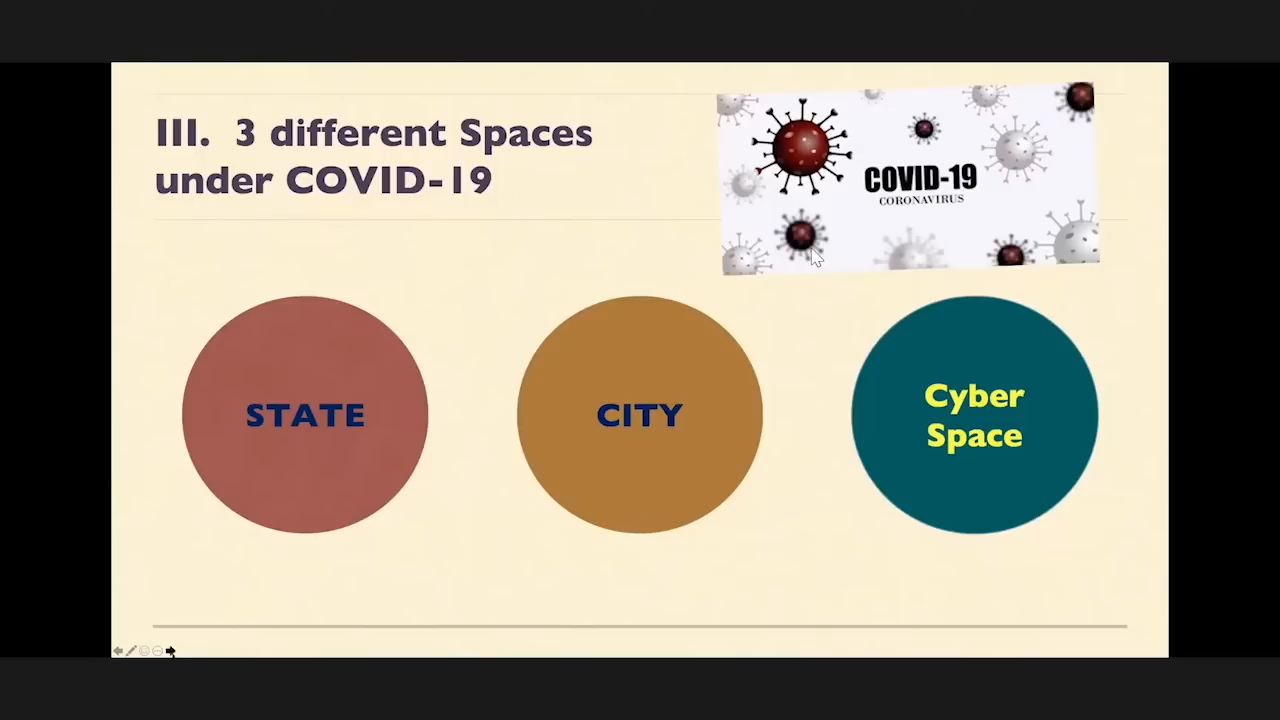 III. 3 different Spaces
under COVID-19
COVID-19
CORONAVIRUS
STATE
CITY
Cyber
Space